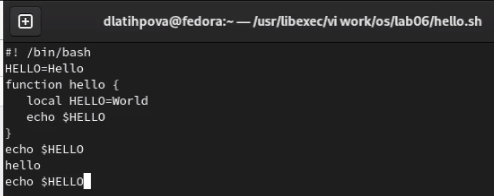 dlatihpova@fedora:~ — /usr/libexec/vi work/os/lab06/hello.sh
#! /bin/bash
HELLO=Hello
function hello {
   local HELLO=World
   echo $HELLO
}
echo $HELLO
hello
echo $HELLO